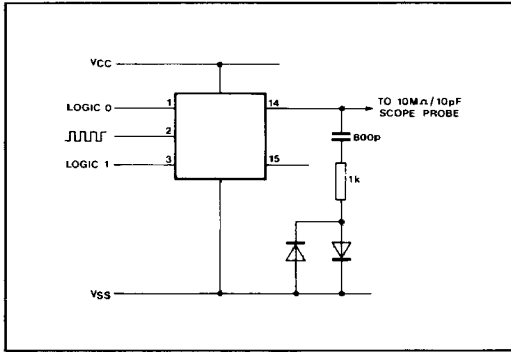 VCC
LOGIC 0
1
14
TO 10MΩ/10pF
SCOPE PROBE
2
800p
LOGIC 1
3
15
1k
VSS